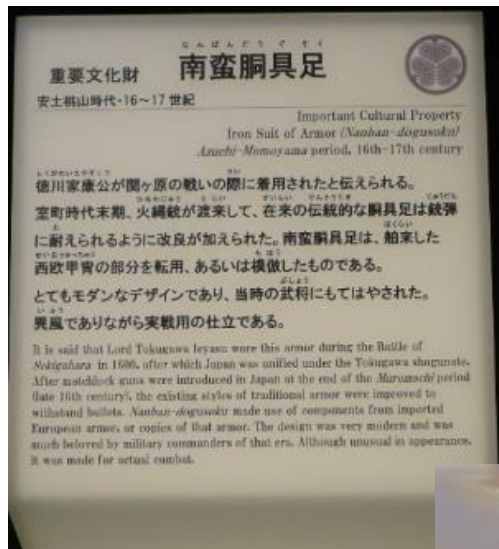 なんばんどうぐそく
重要文化財 南蛮胴具足
安土桃山時代・16~17世紀
Important Cultural Property
Iron Suit of Armor (Nanban-dogusoku)
Azuchi-Momoyama period, 16th-17th century
徳川家康公が関ヶ原の戦いの際に着用されたと伝えられる。
室町時代末期、火縄銃が渡来して、在来の伝統的な胴具足は銃弾
に耐えられるように改良が加えられた。南蛮胴具足は、舶来した
西欧甲冑の部分を転用、あるいは模倣したものである。
とてもモダンなデザインであり、当時の武将にもてはやされた。
異風でありながら実戦用の仕立である。
It is said that Lord Tokugawa Ieyasu wore this armor during the Battle of
Sekigahara in 1600, after which Japan was unified under the Tokugawa shogunate.
After matchlock guns were introduced in Japan at the end of the Muromachi period
(late 16th century), the existing styles of traditional armor were improved to
withstand bullets. Nanban-dogusoku made use of components from imported
European armor, or copies of that armor. The design was very modern and was
much beloved by military commanders of that era. Although unusual in appearance,
it was made for actual combat.